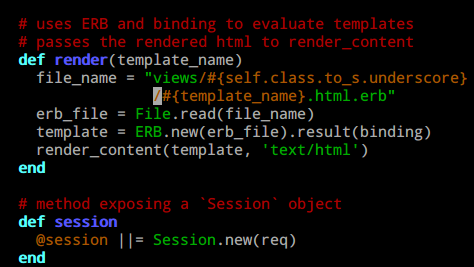 # uses ERB and binding to evaluate templates
# passes the rendered html to render_content
def render(template_name)
  file_name = "views/#{self.class.to_s.underscore}
               /#{template_name}.html.erb"
  erb_file = File.read(file_name)
  template = ERB.new(erb_file).result(binding)
  render_content(template, 'text/html')
end

# method exposing a `Session` object
def session
  @session ||= Session.new(req)
end